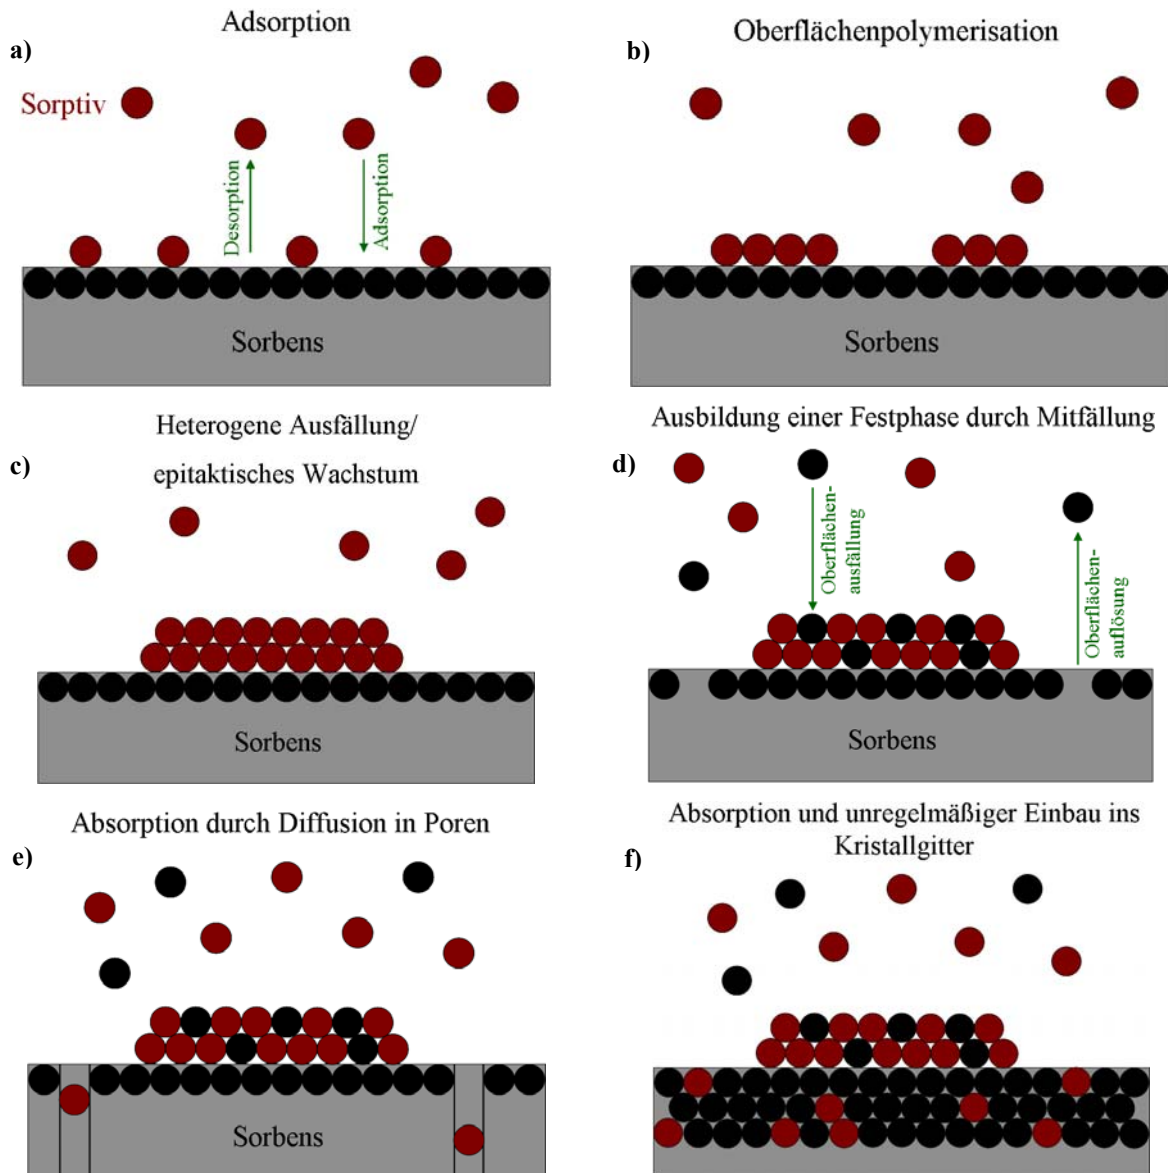 Adsorption
a)
Sorptiv
Desorption
Adsorption
Sorbens
Oberflächenpolymerisation
b)
Sorbens
Heterogene Ausfällung/
c)
epitaktisches Wachstum
Sorbens
Ausbildung einer Festphase durch Mitfällung
d)
Oberflächen-
ausfällung
Oberflächen-
auflösung
Sorbens
Absorption durch Diffusion in Poren
e)
Sorbens
Absorption und unregelmäßiger Einbau ins
Kristallgitter
f)